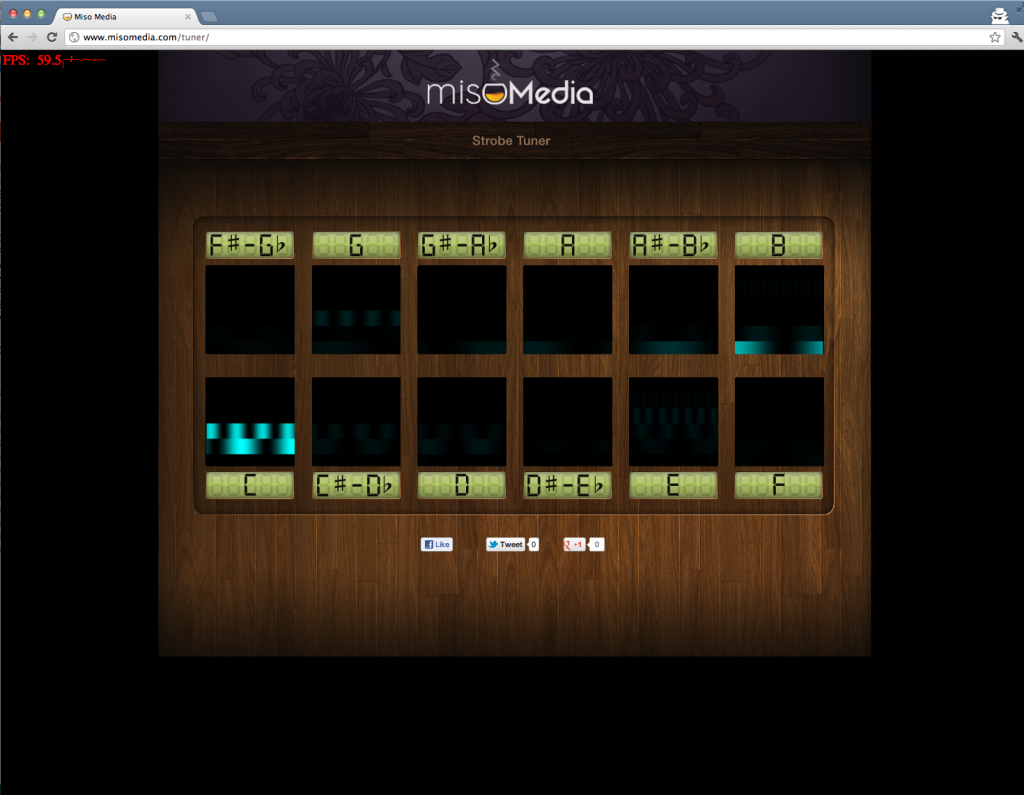 Miso Media
www.misomedia.com/tuner/
FPS: 59.5
misoMedia
Strobe Tuner
F♯-G♭ G G♯-A♭ A A♯-B♭ B
C C♯-D♭ D D♯-E♭ E F
Like Tweet 0 +1 0